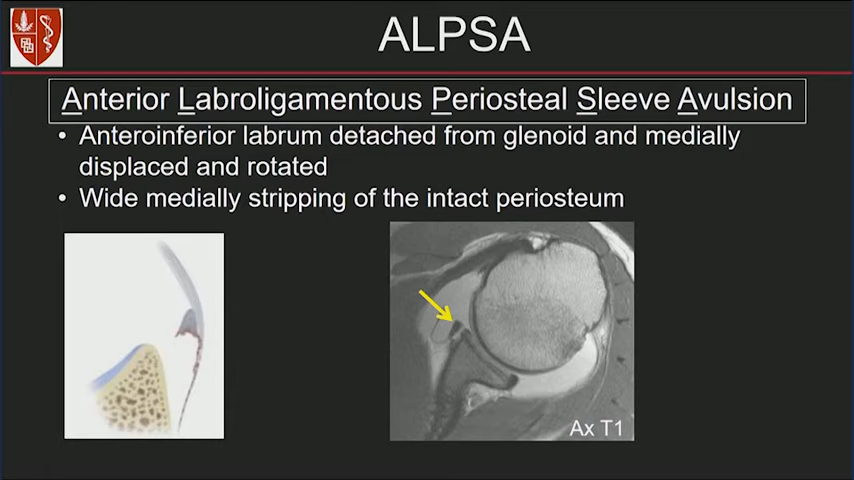 ALPSA
Anterior Labroligamentous Periosteal Sleeve Avulsion
• Anteroinferior labrum detached from glenoid and medially
displaced and rotated
• Wide medially stripping of the intact periosteum
Ax T1